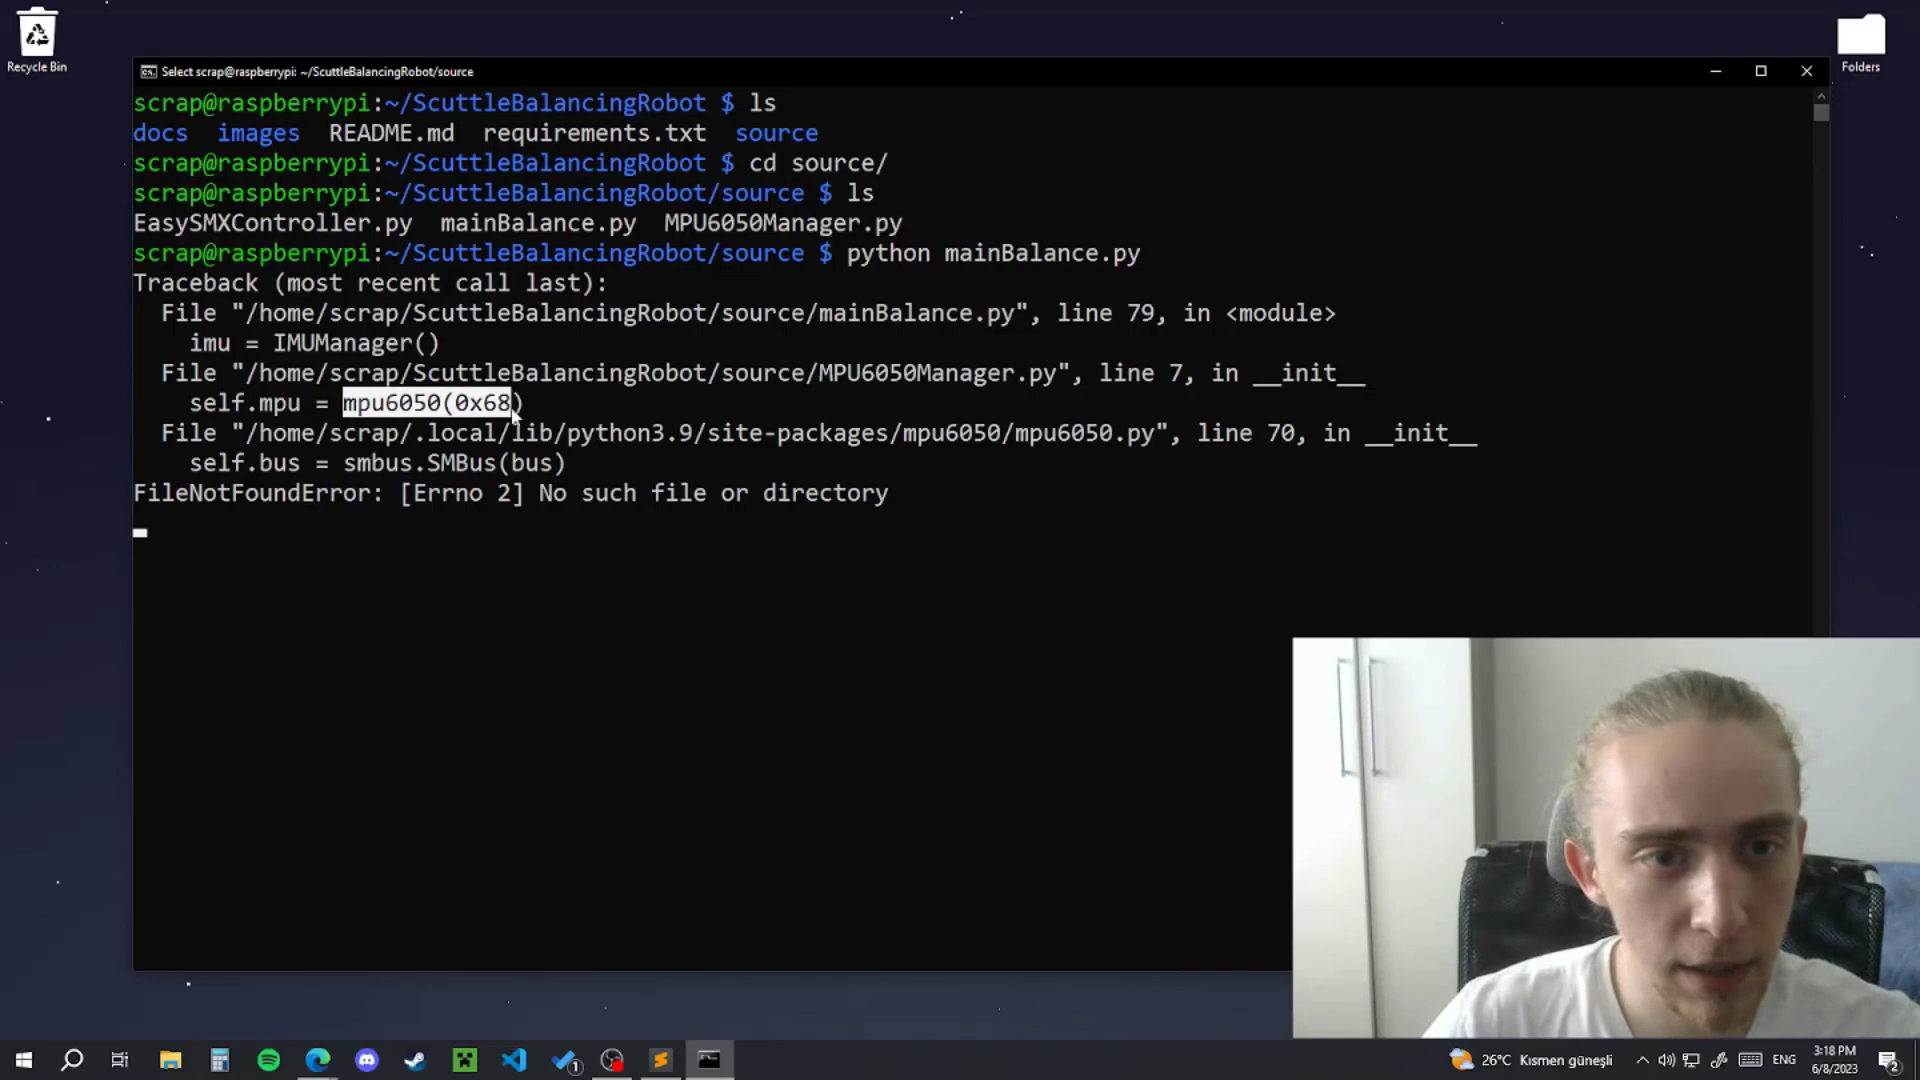 Recycle Bin
Folders
Select scrap@raspberrypi: ~/ScuttleBalancingRobot/source
scrap@raspberrypi:~/ScuttleBalancingRobot $ ls
docs  images  README.md  requirements.txt  source
scrap@raspberrypi:~/ScuttleBalancingRobot $ cd source/
scrap@raspberrypi:~/ScuttleBalancingRobot/source $ ls
EasySMXController.py  mainBalance.py  MPU6050Manager.py
scrap@raspberrypi:~/ScuttleBalancingRobot/source $ python mainBalance.py
Traceback (most recent call last):
  File "/home/scrap/ScuttleBalancingRobot/source/mainBalance.py", line 79, in <module>
    imu = IMUManager()
  File "/home/scrap/ScuttleBalancingRobot/source/MPU6050Manager.py", line 7, in __init__
    self.mpu = mpu6050(0x68)
  File "/home/scrap/.local/lib/python3.9/site-packages/mpu6050/mpu6050.py", line 70, in __init__
    self.bus = smbus.SMBus(bus)
FileNotFoundError: [Errno 2] No such file or directory
26°C Kısmen güneşli
ENG
3:18 PM
6/8/2023
1
2